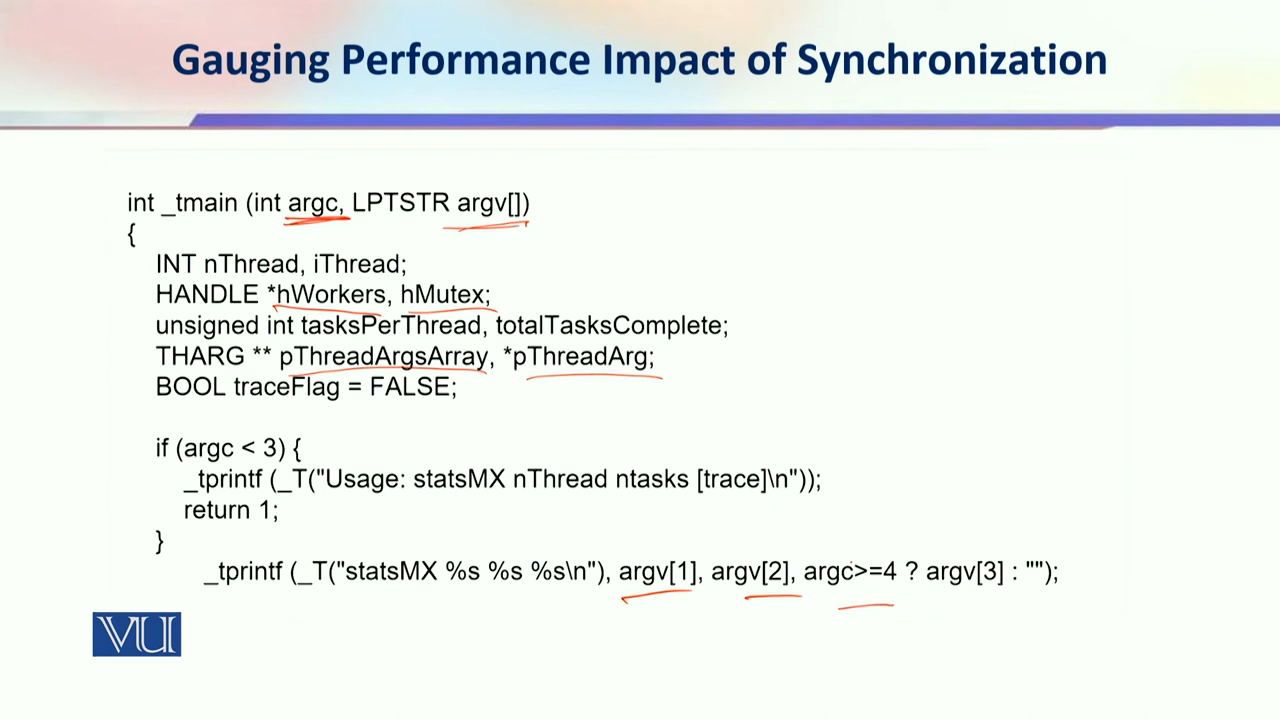 Gauging Performance Impact of Synchronization
int _tmain (int argc, LPTSTR argv[])
{
INT nThread, iThread;
HANDLE *hWorkers, hMutex;
unsigned int tasksPerThread, totalTasksComplete;
THARG ** pThreadArgsArray, *pThreadArg;
BOOL traceFlag = FALSE;
if (argc < 3) {
_tprintf (_T("Usage: statsMX nThread ntasks [trace]\n"));
return 1;
}
_tprintf (_T("statsMX %s %s %s\n"), argv[1], argv[2], argc>=4 ? argv[3] : "");
VU